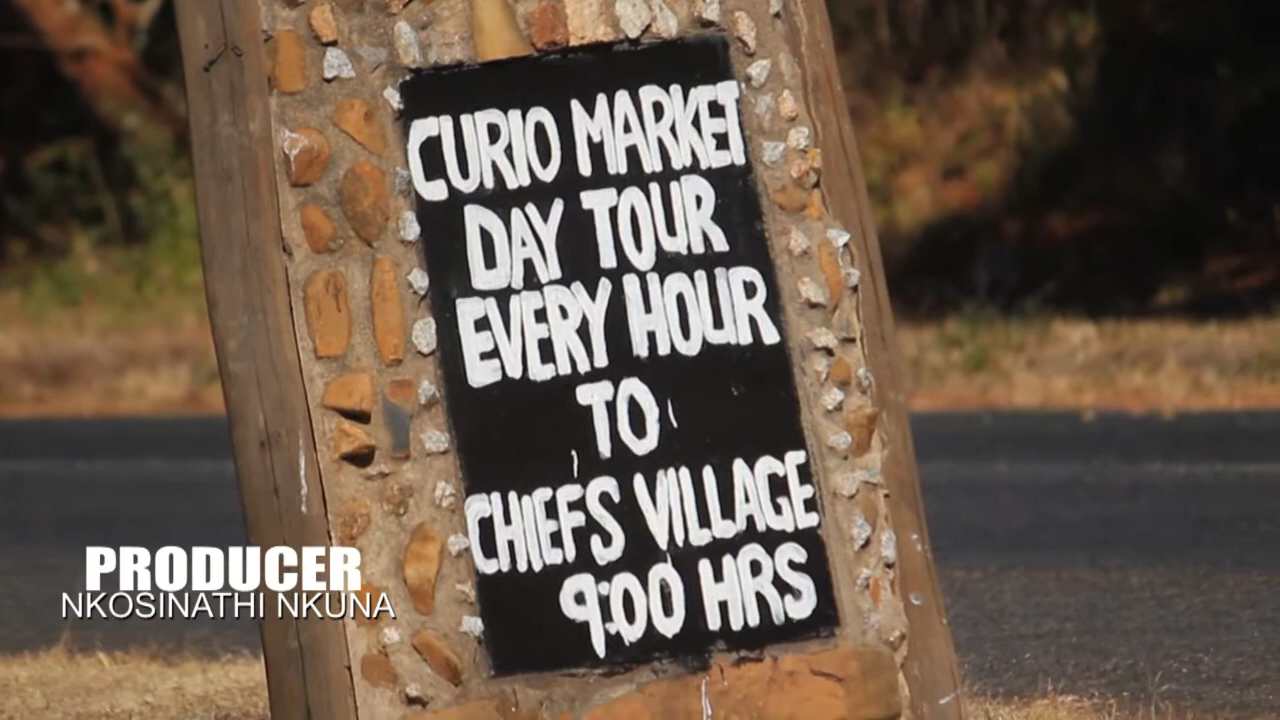 CURIO MARKET
DAY TOUR
EVERY HOUR
TO
CHIEFS VILLAGE
9:00 HRS
PRODUCER
NKOSINATHI NKUNA